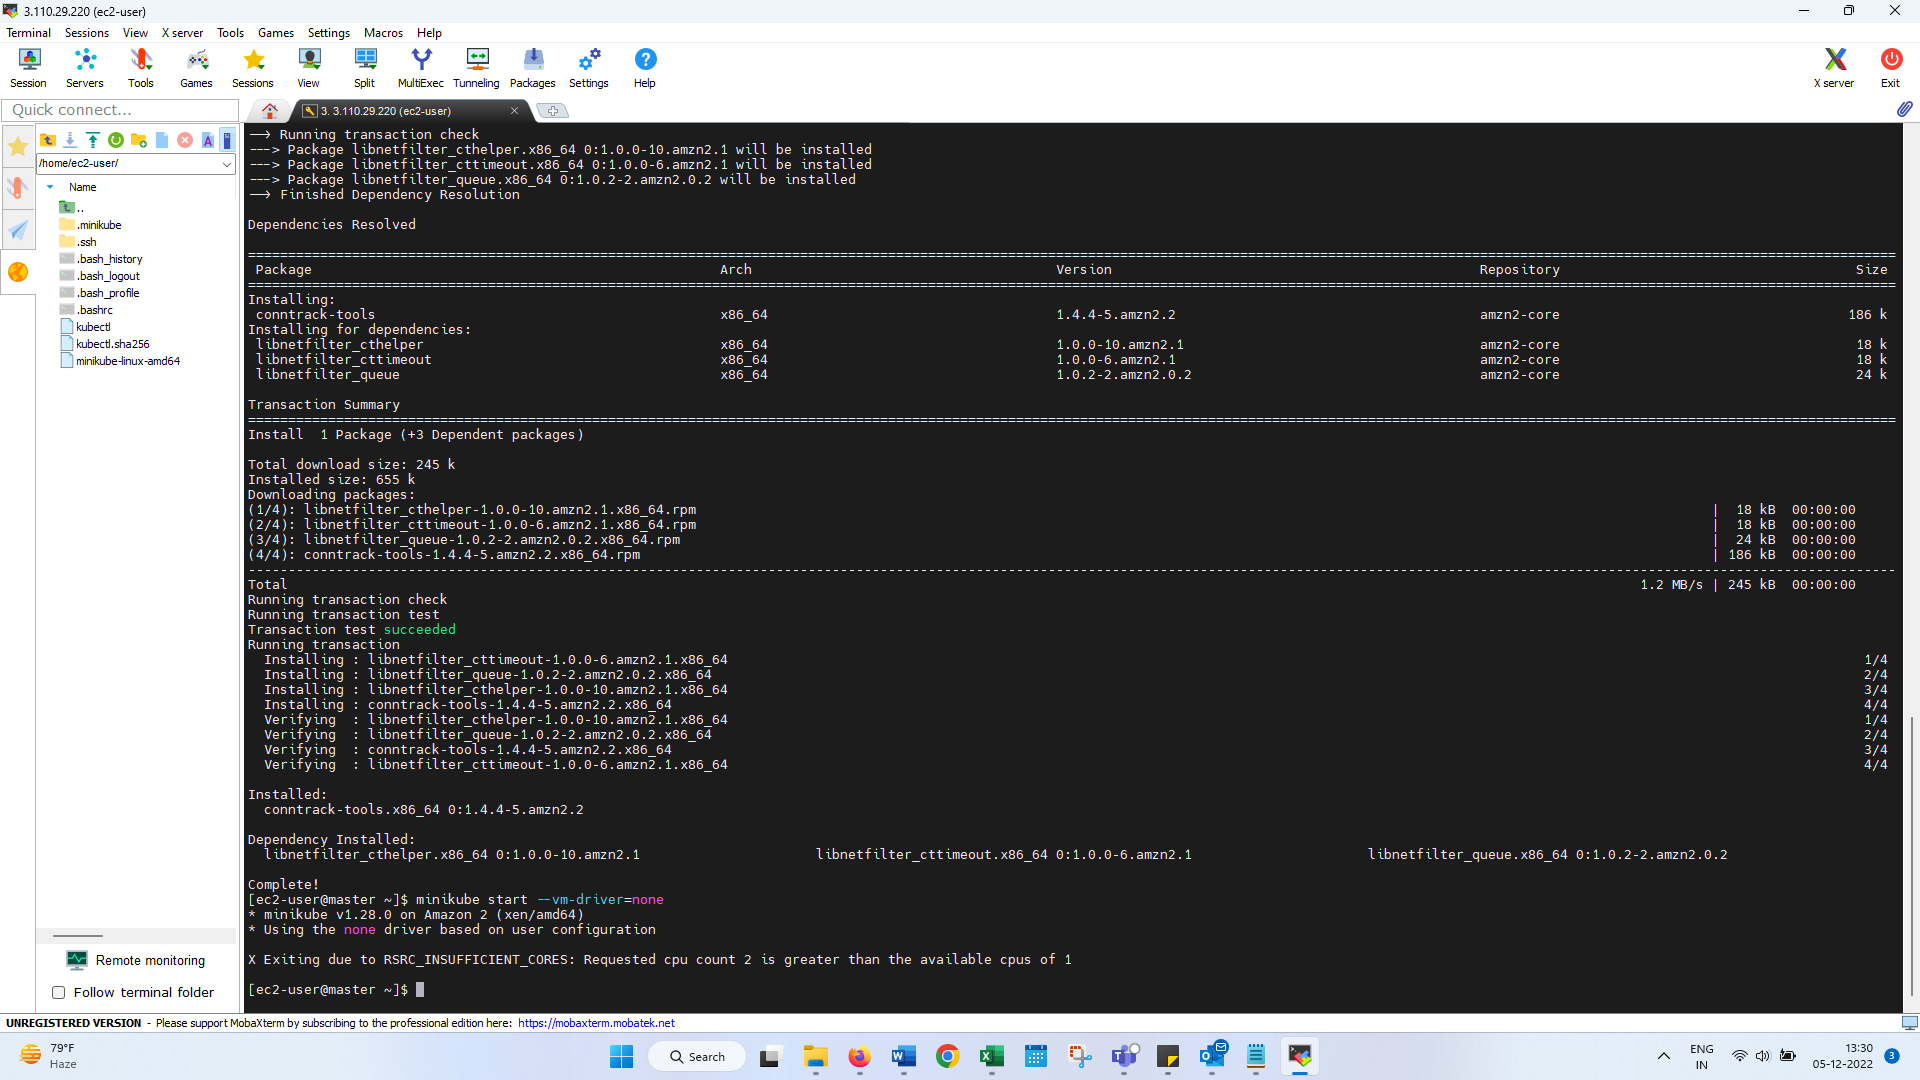 3.110.29.220 (ec2-user)
Terminal Sessions View X server Tools Games Settings Macros Help
Session Servers Tools Games Sessions View Split MultiExec Tunneling Packages Settings Help X server Exit
Quick connect...
3. 3.110.29.220 (ec2-user)
/home/ec2-user/
Name
..
.minikube
.ssh
.bash_history
.bash_logout
.bash_profile
.bashrc
kubectl
kubectl.sha256
minikube-linux-amd64
Remote monitoring
Follow terminal folder
--> Running transaction check
---> Package libnetfilter_cthelper.x86_64 0:1.0.0-10.amzn2.1 will be installed
---> Package libnetfilter_cttimeout.x86_64 0:1.0.0-6.amzn2.1 will be installed
---> Package libnetfilter_queue.x86_64 0:1.0.2-2.amzn2.0.2 will be installed
--> Finished Dependency Resolution
Dependencies Resolved
Package Arch Version Repository Size
Installing:
conntrack-tools x86_64 1.4.4-5.amzn2.2 amzn2-core 186 k
Installing for dependencies:
libnetfilter_cthelper x86_64 1.0.0-10.amzn2.1 amzn2-core 18 k
libnetfilter_cttimeout x86_64 1.0.0-6.amzn2.1 amzn2-core 18 k
libnetfilter_queue x86_64 1.0.2-2.amzn2.0.2 amzn2-core 24 k
Transaction Summary
Install 1 Package (+3 Dependent packages)
Total download size: 245 k
Installed size: 655 k
Downloading packages:
(1/4): libnetfilter_cthelper-1.0.0-10.amzn2.1.x86_64.rpm | 18 kB 00:00:00
(2/4): libnetfilter_cttimeout-1.0.0-6.amzn2.1.x86_64.rpm | 18 kB 00:00:00
(3/4): libnetfilter_queue-1.0.2-2.amzn2.0.2.x86_64.rpm | 24 kB 00:00:00
(4/4): conntrack-tools-1.4.4-5.amzn2.2.x86_64.rpm | 186 kB 00:00:00
Total 1.2 MB/s | 245 kB 00:00:00
Running transaction check
Running transaction test
Transaction test succeeded
Running transaction
Installing : libnetfilter_cttimeout-1.0.0-6.amzn2.1.x86_64 1/4
Installing : libnetfilter_queue-1.0.2-2.amzn2.0.2.x86_64 2/4
Installing : libnetfilter_cthelper-1.0.0-10.amzn2.1.x86_64 3/4
Installing : conntrack-tools-1.4.4-5.amzn2.2.x86_64 4/4
Verifying : libnetfilter_cthelper-1.0.0-10.amzn2.1.x86_64 1/4
Verifying : libnetfilter_queue-1.0.2-2.amzn2.0.2.x86_64 2/4
Verifying : conntrack-tools-1.4.4-5.amzn2.2.x86_64 3/4
Verifying : libnetfilter_cttimeout-1.0.0-6.amzn2.1.x86_64 4/4
Installed:
conntrack-tools.x86_64 0:1.4.4-5.amzn2.2
Dependency Installed:
libnetfilter_cthelper.x86_64 0:1.0.0-10.amzn2.1 libnetfilter_cttimeout.x86_64 0:1.0.0-6.amzn2.1 libnetfilter_queue.x86_64 0:1.0.2-2.amzn2.0.2
Complete!
[ec2-user@master ~]$ minikube start --vm-driver=none
* minikube v1.28.0 on Amazon 2 (xen/amd64)
* Using the none driver based on user configuration
X Exiting due to RSRC_INSUFFICIENT_CORES: Requested cpu count 2 is greater than the available cpus of 1
[ec2-user@master ~]$
UNREGISTERED VERSION - Please support MobaXterm by subscribing to the professional edition here: https://mobaxterm.mobatek.net
79°F
Haze
Search
ENG
IN
13:30
05-12-2022
3